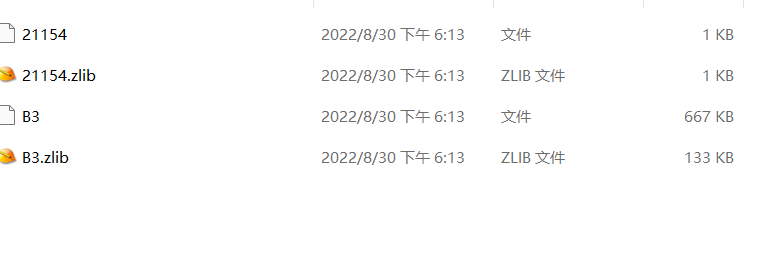 21154 2022/8/30 下午 6:13 文件 1 KB
21154.zlib 2022/8/30 下午 6:13 ZLIB 文件 1 KB
B3 2022/8/30 下午 6:13 文件 667 KB
B3.zlib 2022/8/30 下午 6:13 ZLIB 文件 133 KB